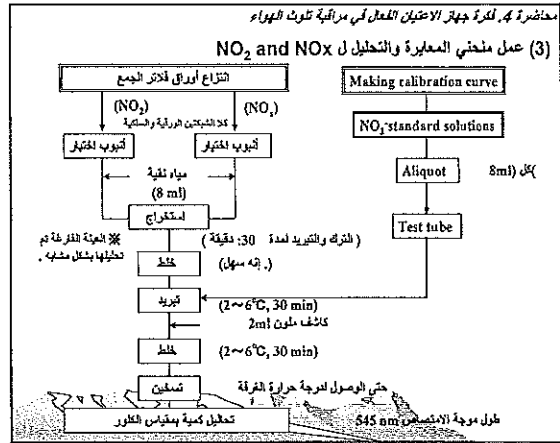 محاضرة 4. فكرة جهاز الاعتيان الفعال في مراقبة تلوث الهواء
(3) عمل منحني المعايرة والتحليل ل NO₂ and NOx
انتزاع أوراق فلاتر الجمع
Making calibration curve
(NO₂)
(NOₓ)
كلا الشبكتين الورقية والسلكية
NO₂⁻standard solutions
أنبوب اختبار
أنبوب اختبار
Aliquot
)كل (8ml
مياه نقية
(8 ml)
استخراج
Test tube
( الترك والتبريد لمدة 30: دقيقة )
※ العينة الفارغة تم
تحليلها بشكل مشابه .
خلط
(. إنه سهل)
تبريد
(2～6℃, 30 min)
كاشف ملون 2ml
خلط
(2～6℃, 30 min)
تسخين
حتى الوصول لدرجة حرارة الغرفة
تحاليل كمية بمقياس الكلور
طول موجة الامتصاص 545 nm